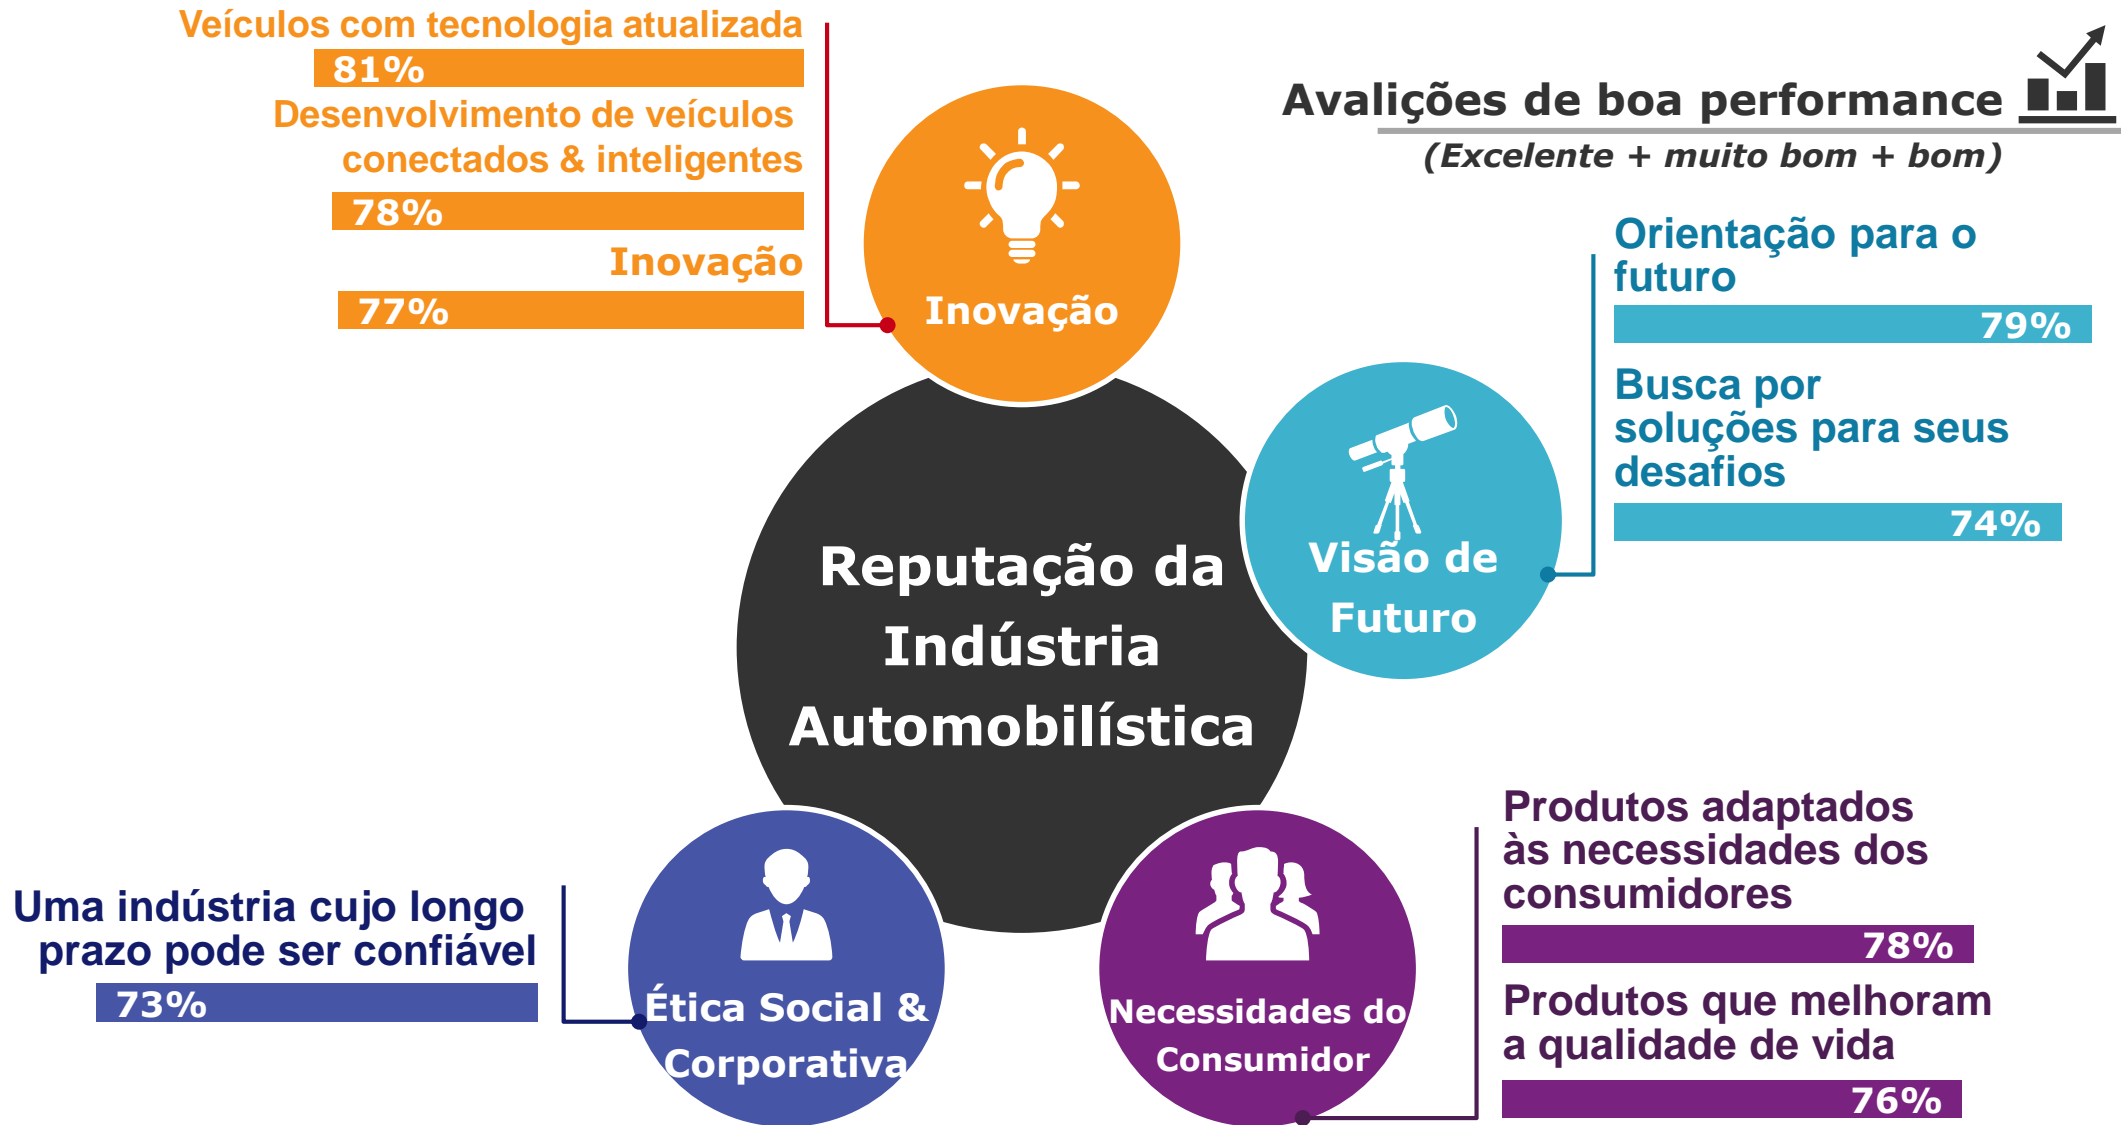 Veículos com tecnologia atualizada
81%
Desenvolvimento de veículos
conectados & inteligentes
78%
Inovação
77%
Inovação
Avalições de boa performance
(Excelente + muito bom + bom)
Orientação para o
futuro
79%
Busca por
soluções para seus
desafios
74%
Visão de
Futuro
Reputação da
Indústria
Automobilística
Uma indústria cujo longo
prazo pode ser confiável
73%
Ética Social &
Corporativa
Necessidades do
Consumidor
Produtos adaptados
às necessidades dos
consumidores
78%
Produtos que melhoram
a qualidade de vida
76%